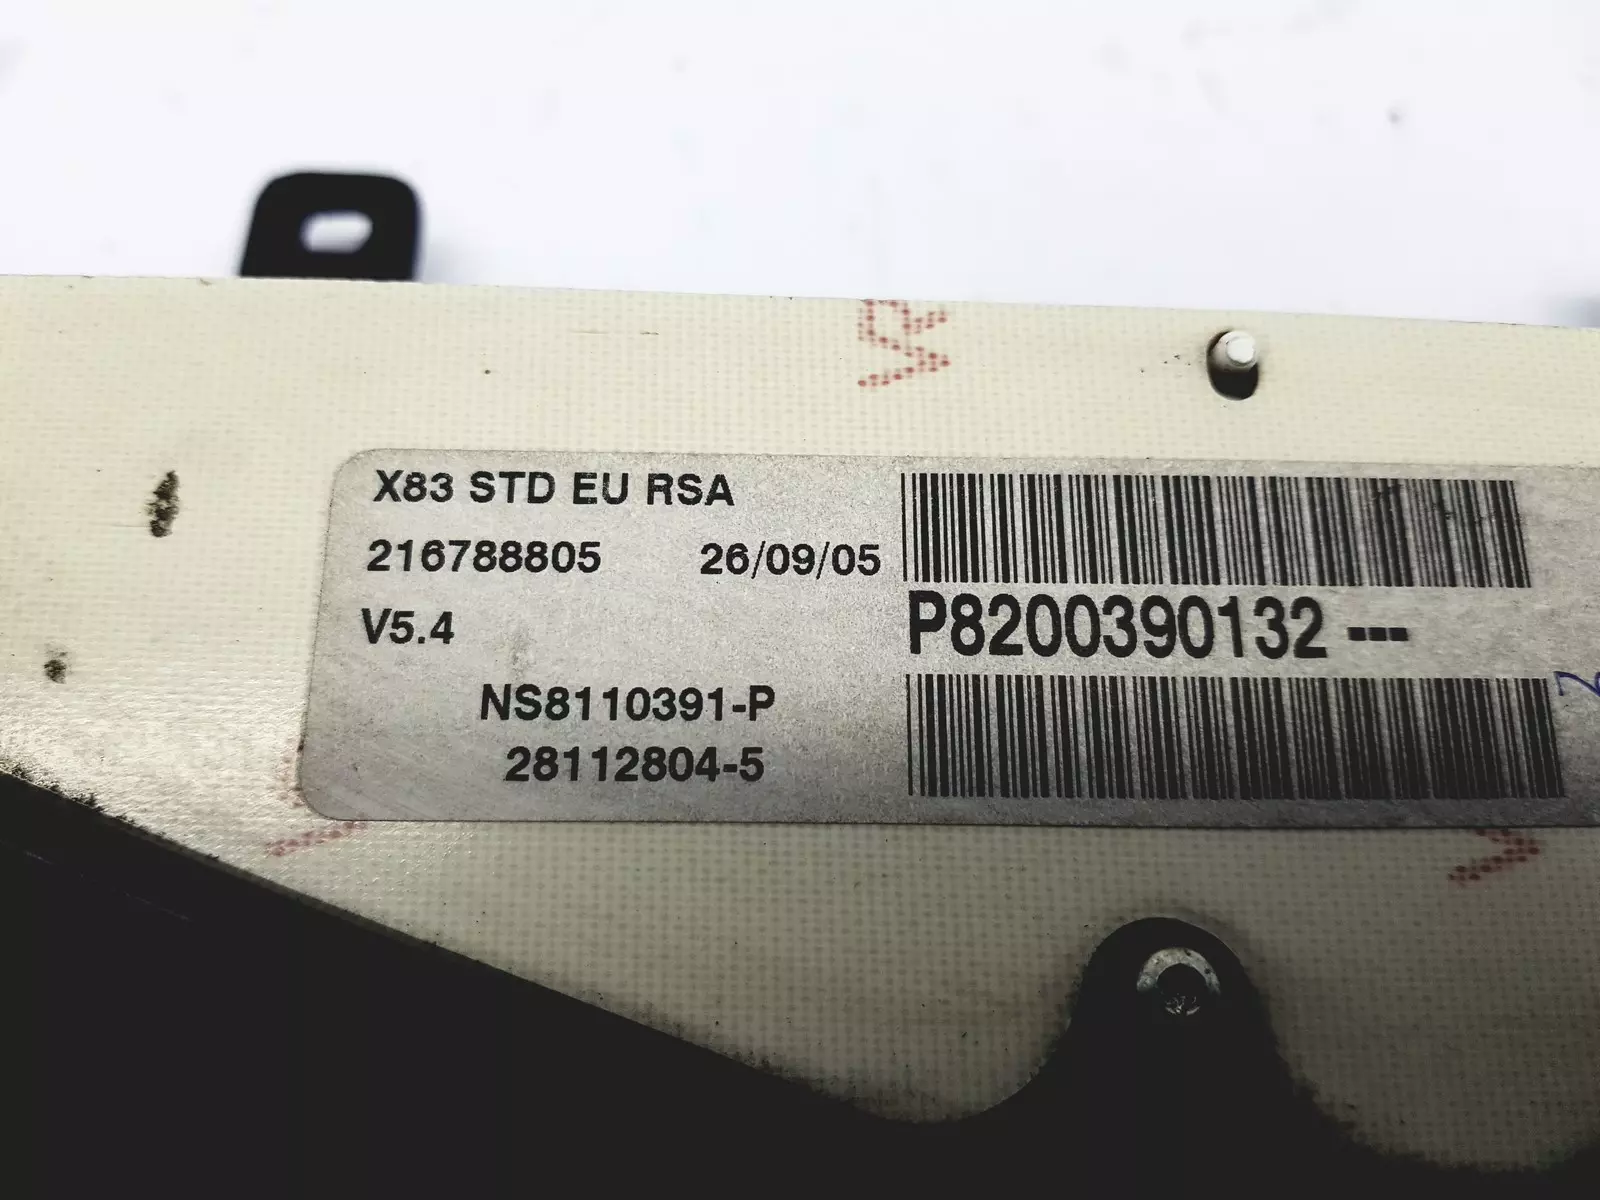 X83 STD EU RSA
216788805 26/09/05
V5.4
P8200390132---
NS8110391-P
28112804-5